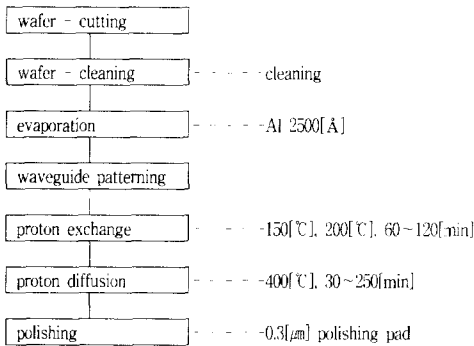 wafer - cutting
wafer - cleaning - - - - - cleaning
evaporation - - - - - Al 2500[Å]
waveguide patterning
proton exchange - - - - - 150[℃], 200[℃], 60~120[min]
proton diffusion - - - - - 400[℃], 30~250[min]
polishing - - - - - 0.3[㎛] polishing pad